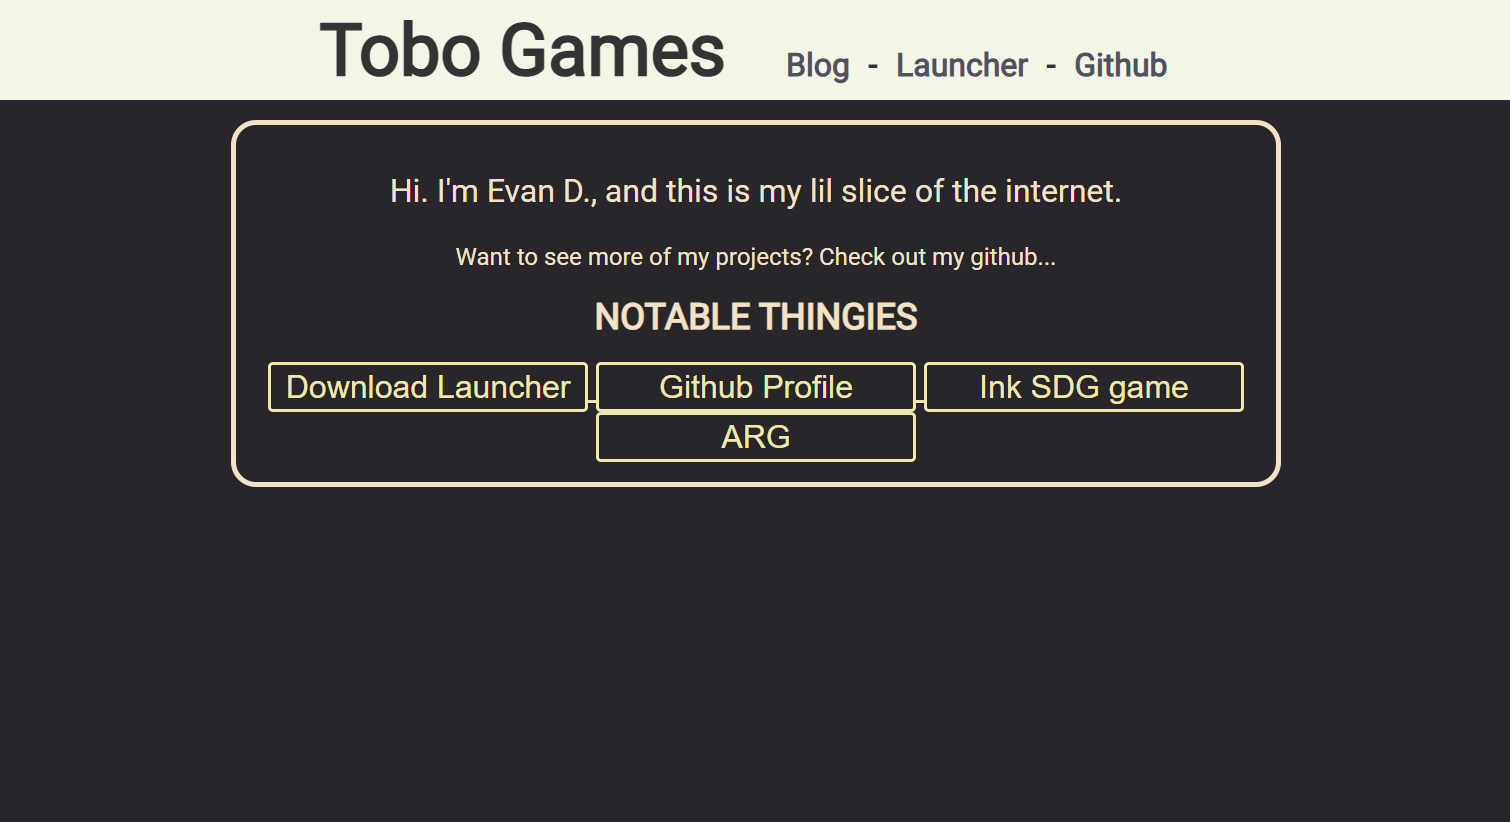 Tobo Games Blog - Launcher - Github
Hi. I'm Evan D., and this is my lil slice of the internet.
Want to see more of my projects? Check out my github...
NOTABLE THINGIES
Download Launcher Github Profile Ink SDG game
ARG